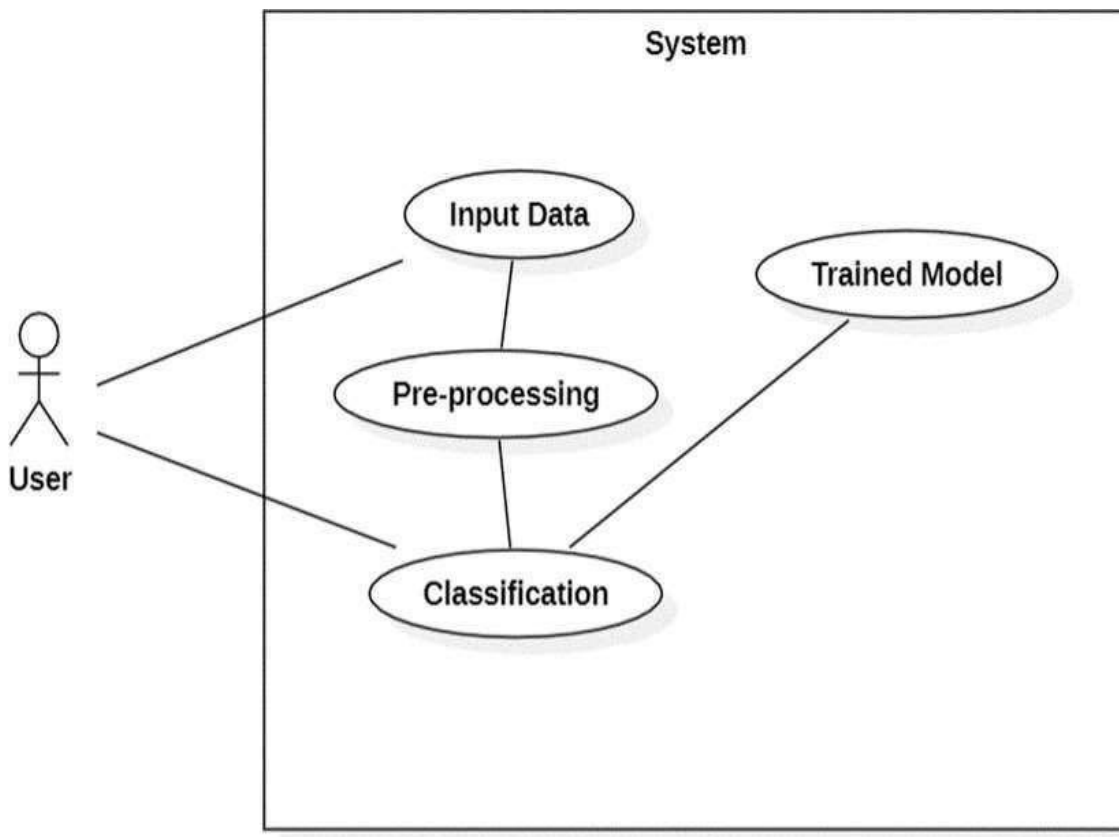 System
Input Data
Trained Model
Pre-processing
User
Classification